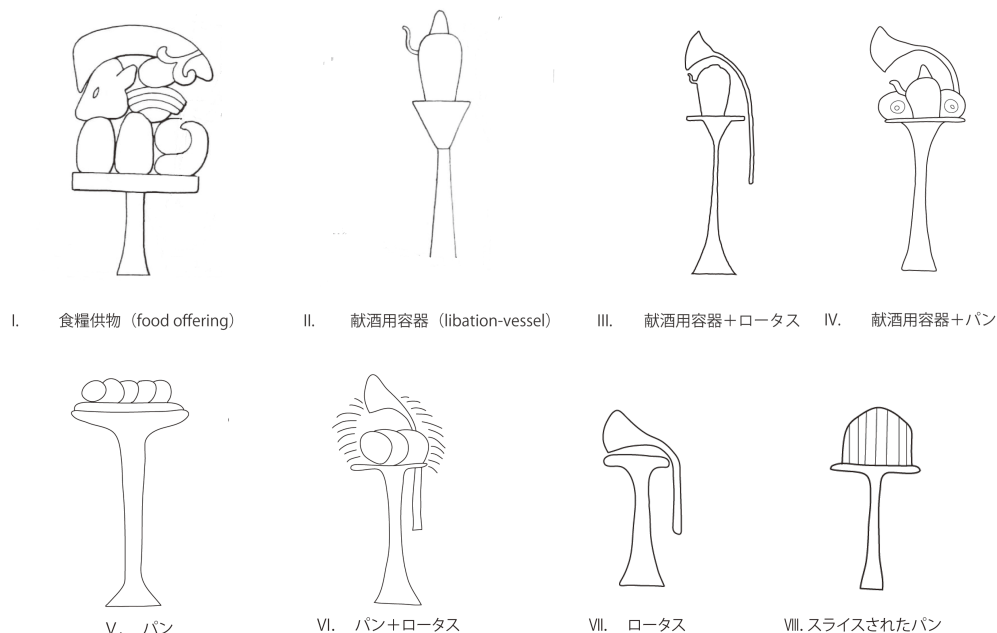 I. 食糧供物（food offering）
II. 献酒用容器（libation-vessel）
III. 献酒用容器＋ロータス
IV. 献酒用容器＋パン
V. パン
VI. パン＋ロータス
VII. ロータス
VIII. スライスされたパン